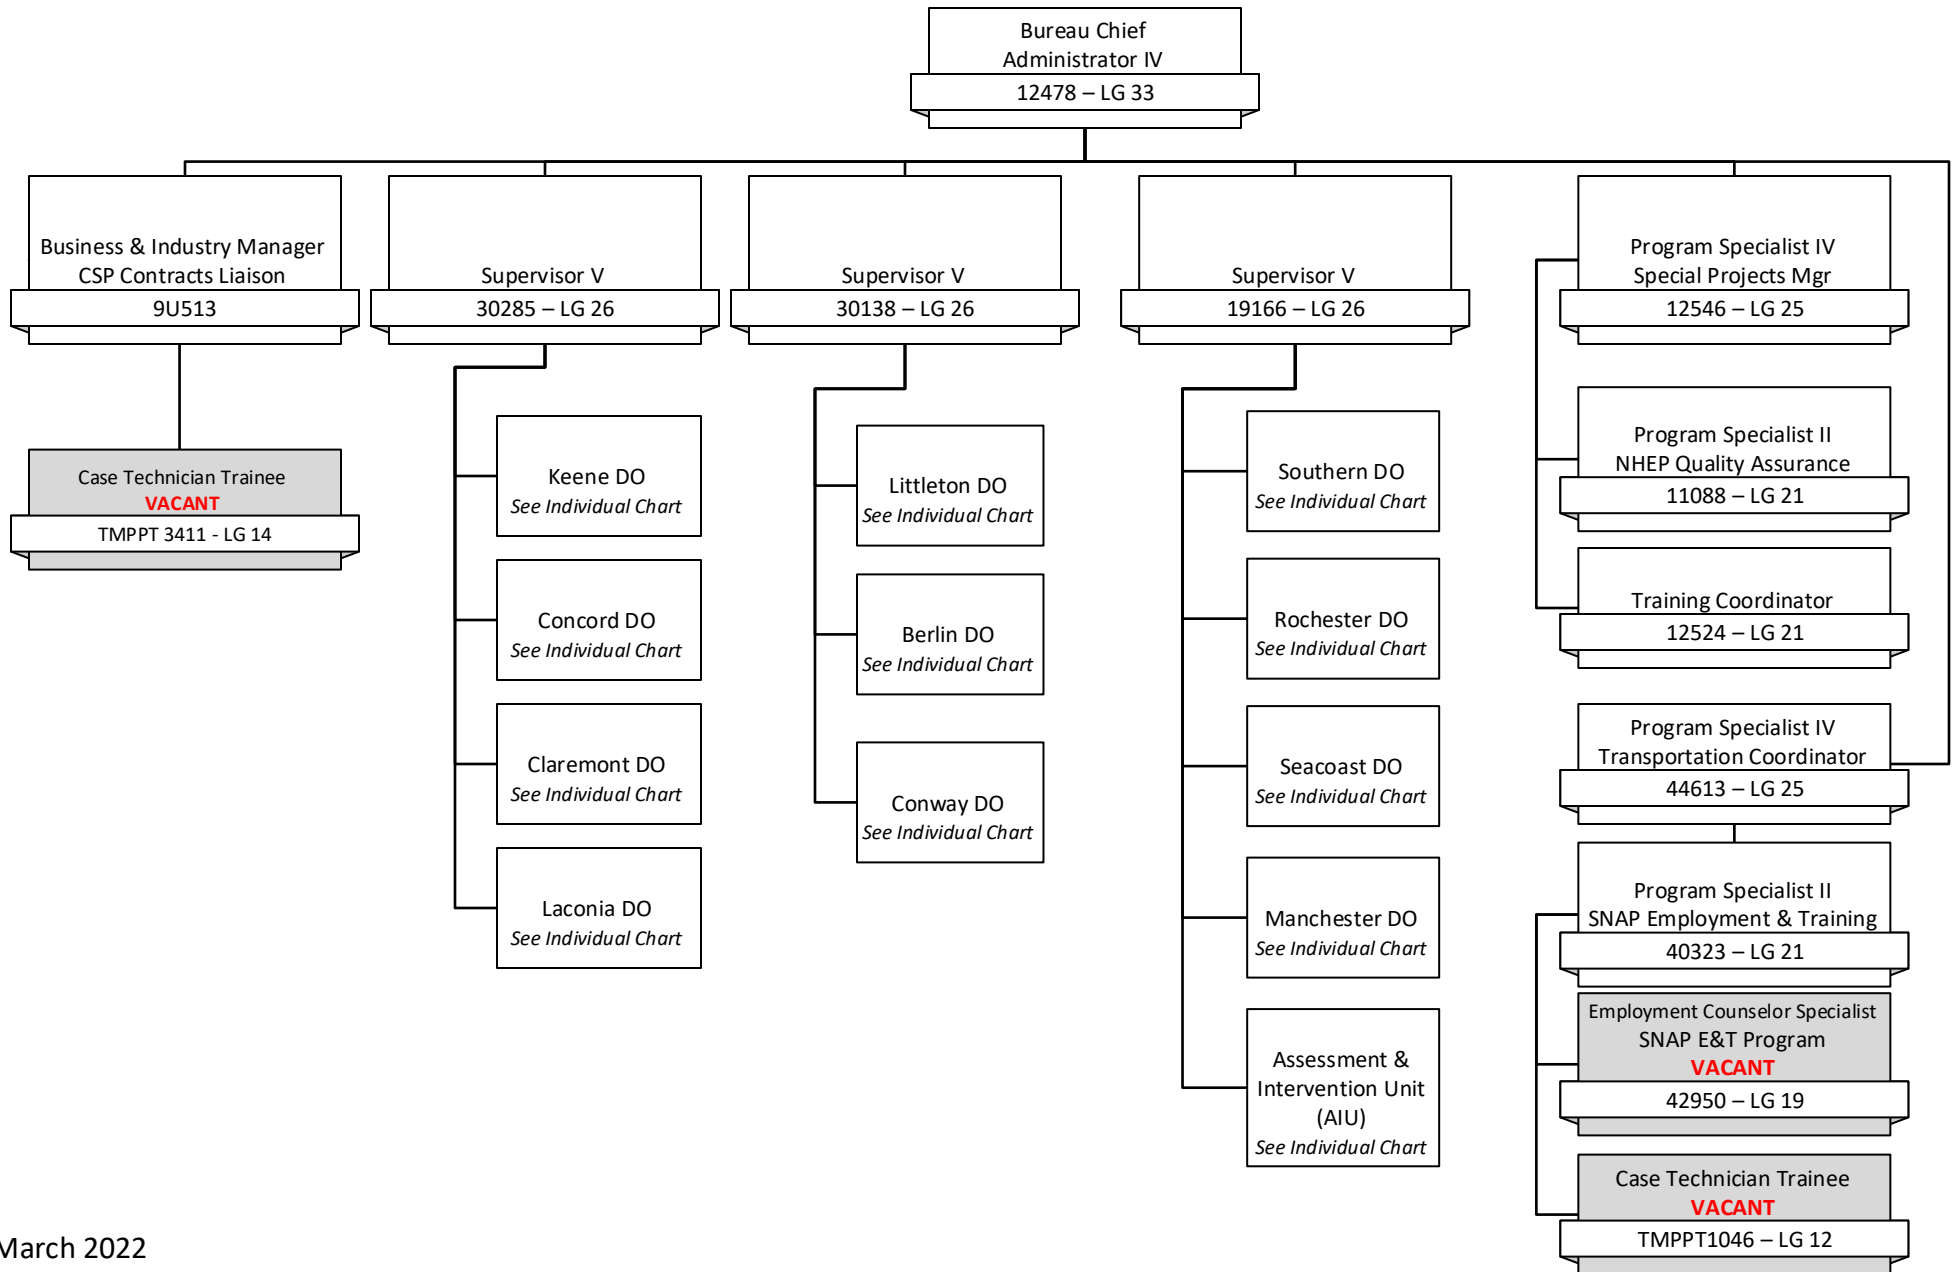 Bureau Chief
Administrator IV
12478 – LG 33
Business & Industry Manager
CSP Contracts Liaison
9U513
Case Technician Trainee
VACANT
TMPPT 3411 - LG 14
Supervisor V
30285 – LG 26
Keene DO
See Individual Chart
Concord DO
See Individual Chart
Claremont DO
See Individual Chart
Laconia DO
See Individual Chart
Supervisor V
30138 – LG 26
Littleton DO
See Individual Chart
Berlin DO
See Individual Chart
Conway DO
See Individual Chart
Supervisor V
19166 – LG 26
Southern DO
See Individual Chart
Rochester DO
See Individual Chart
Seacoast DO
See Individual Chart
Manchester DO
See Individual Chart
Assessment &
Intervention Unit
(AIU)
See Individual Chart
Program Specialist IV
Special Projects Mgr
12546 – LG 25
Program Specialist II
NHEP Quality Assurance
11088 – LG 21
Training Coordinator
12524 – LG 21
Program Specialist IV
Transportation Coordinator
44613 – LG 25
Program Specialist II
SNAP Employment & Training
40323 – LG 21
Employment Counselor Specialist
SNAP E&T Program
VACANT
42950 – LG 19
Case Technician Trainee
VACANT
TMPPT1046 – LG 12
March 2022